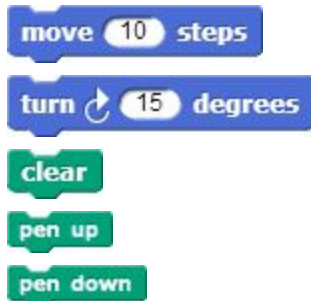 move 10 steps
turn 15 degrees
clear
pen up
pen down